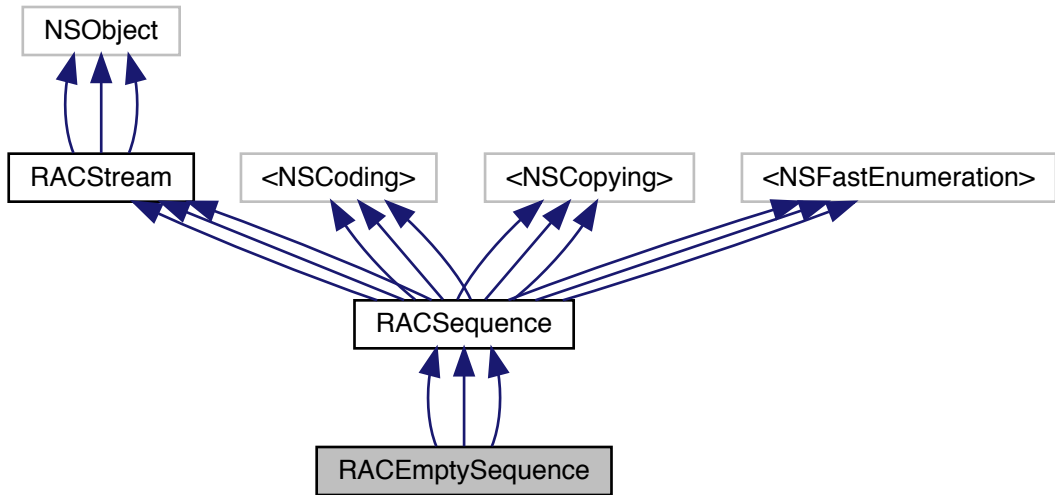 NSObject
RACStream
<NSCoding>
<NSCopying>
<NSFastEnumeration>
RACSequence
RACEmptySequence